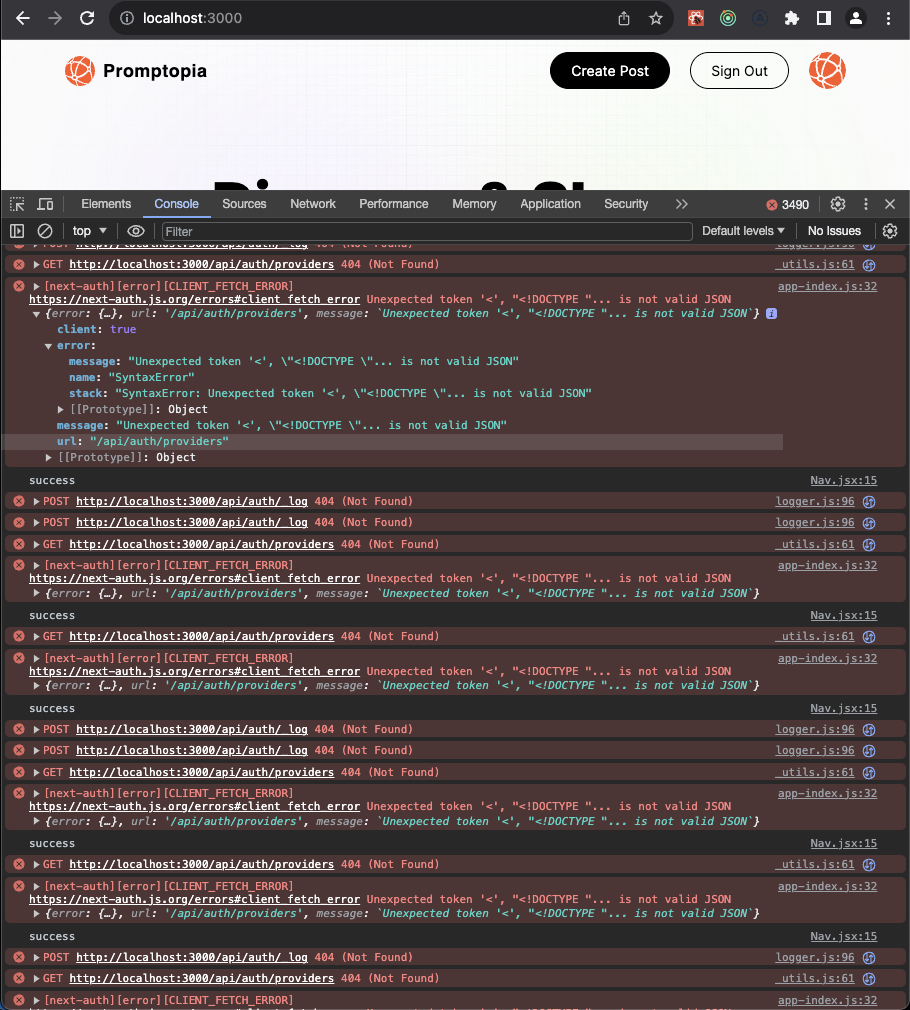 localhost:3000
Promptopia
Create Post
Sign Out
Elements Console Sources Network Performance Memory Application Security 3490
top Filter Default levels No Issues
POST http://localhost:3000/api/auth/_log 404 (Not Found) logger.js:96
GET http://localhost:3000/api/auth/providers 404 (Not Found) _utils.js:61
[next-auth][error][CLIENT_FETCH_ERROR] app-index.js:32
https://next-auth.js.org/errors#client_fetch_error Unexpected token '<', "<!DOCTYPE "... is not valid JSON
{error: {…}, url: '/api/auth/providers', message: `Unexpected token '<', "<!DOCTYPE "... is not valid JSON`}
client: true
error:
message: "Unexpected token '<', \"<!DOCTYPE \"... is not valid JSON"
name: "SyntaxError"
stack: "SyntaxError: Unexpected token '<', \"<!DOCTYPE \"... is not valid JSON"
[[Prototype]]: Object
message: "Unexpected token '<', \"<!DOCTYPE \"... is not valid JSON"
url: "/api/auth/providers"
[[Prototype]]: Object
success Nav.jsx:15
POST http://localhost:3000/api/auth/_log 404 (Not Found) logger.js:96
POST http://localhost:3000/api/auth/_log 404 (Not Found) logger.js:96
GET http://localhost:3000/api/auth/providers 404 (Not Found) _utils.js:61
[next-auth][error][CLIENT_FETCH_ERROR] app-index.js:32
https://next-auth.js.org/errors#client_fetch_error Unexpected token '<', "<!DOCTYPE "... is not valid JSON
{error: {…}, url: '/api/auth/providers', message: `Unexpected token '<', "<!DOCTYPE "... is not valid JSON`}
success Nav.jsx:15
GET http://localhost:3000/api/auth/providers 404 (Not Found) _utils.js:61
[next-auth][error][CLIENT_FETCH_ERROR] app-index.js:32
https://next-auth.js.org/errors#client_fetch_error Unexpected token '<', "<!DOCTYPE "... is not valid JSON
{error: {…}, url: '/api/auth/providers', message: `Unexpected token '<', "<!DOCTYPE "... is not valid JSON`}
success Nav.jsx:15
POST http://localhost:3000/api/auth/_log 404 (Not Found) logger.js:96
POST http://localhost:3000/api/auth/_log 404 (Not Found) logger.js:96
GET http://localhost:3000/api/auth/providers 404 (Not Found) _utils.js:61
[next-auth][error][CLIENT_FETCH_ERROR] app-index.js:32
https://next-auth.js.org/errors#client_fetch_error Unexpected token '<', "<!DOCTYPE "... is not valid JSON
{error: {…}, url: '/api/auth/providers', message: `Unexpected token '<', "<!DOCTYPE "... is not valid JSON`}
success Nav.jsx:15
GET http://localhost:3000/api/auth/providers 404 (Not Found) _utils.js:61
[next-auth][error][CLIENT_FETCH_ERROR] app-index.js:32
https://next-auth.js.org/errors#client_fetch_error Unexpected token '<', "<!DOCTYPE "... is not valid JSON
{error: {…}, url: '/api/auth/providers', message: `Unexpected token '<', "<!DOCTYPE "... is not valid JSON`}
success Nav.jsx:15
POST http://localhost:3000/api/auth/_log 404 (Not Found) logger.js:96
GET http://localhost:3000/api/auth/providers 404 (Not Found) _utils.js:61
[next-auth][error][CLIENT_FETCH_ERROR] app-index.js:32